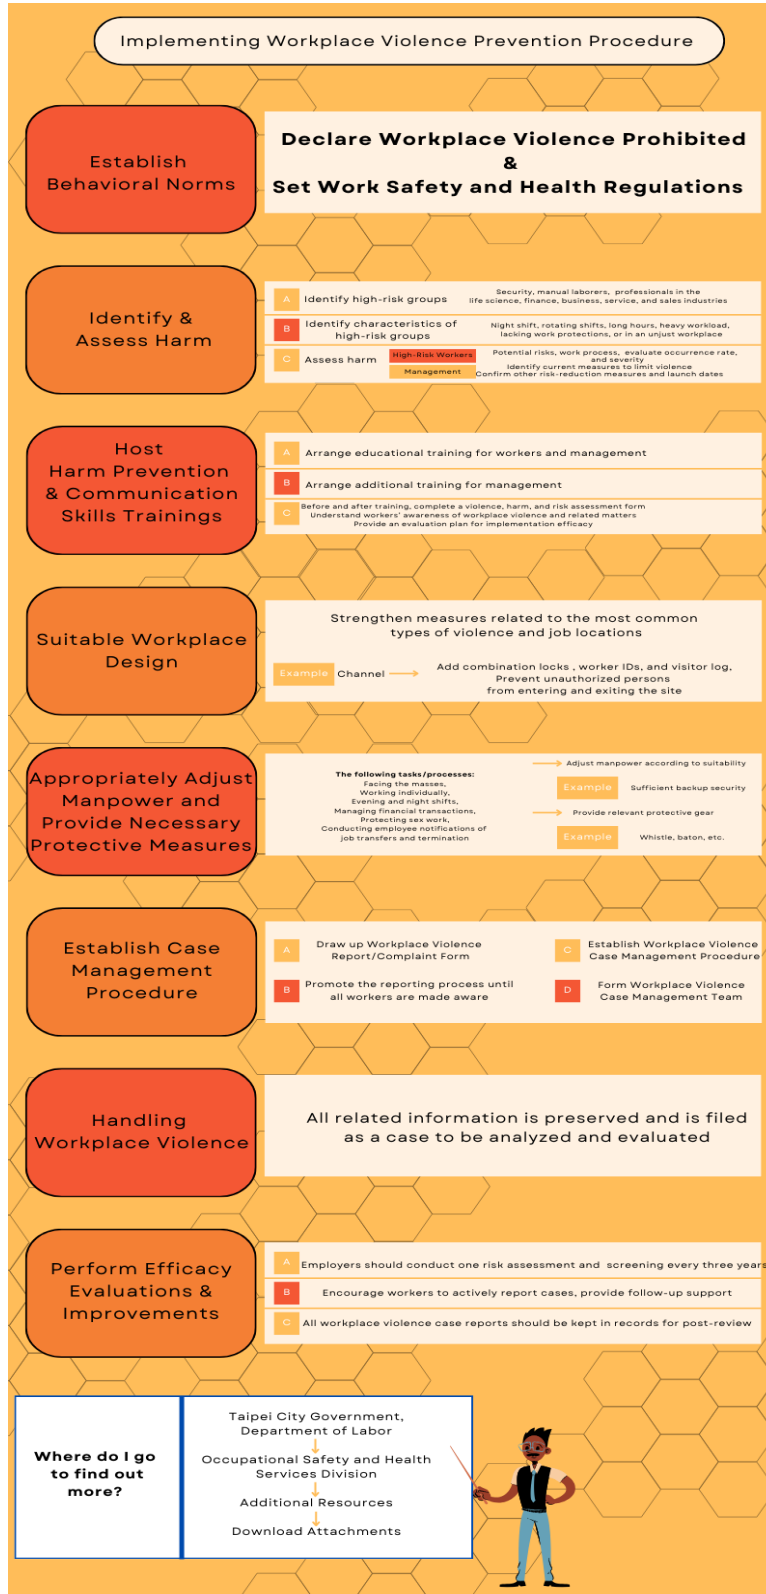 Implementing Workplace Violence Prevention Procedure
Establish
Behavioral Norms
Declare Workplace Violence Prohibited
&
Set Work Safety and Health Regulations
Identify &
Assess Harm
A
Identify high-risk groups
Security, manual laborers, professionals in the
life science, finance, business, service, and sales industries
B
Identify characteristics of
high-risk groups
Night shift, rotating shifts, long hours, heavy workload,
lacking work protections, or in an unjust workplace
C
Assess harm
High-Risk Workers
Potential risks, work process, evaluate occurrence rate,
and severity
Management
Identify current measures to limit violence
Confirm other risk-reduction measures and launch dates
Host
Harm Prevention
& Communication
Skills Trainings
A
Arrange educational training for workers and management
B
Arrange additional training for management
C
Before and after training, complete a violence, harm, and risk assessment form
Understand workers' awareness of workplace violence and related matters
Provide an evaluation plan for implementation efficacy
Suitable Workplace
Design
Strengthen measures related to the most common
types of violence and job locations
Example
Channel
Add combination locks , worker IDs, and visitor log,
Prevent unauthorized persons
from entering and exiting the site
Appropriately Adjust
Manpower and
Provide Necessary
Protective Measures
The following tasks/processes:
Facing the masses,
Working individually,
Evening and night shifts,
Managing financial transactions,
Protecting sex work,
Conducting employee notifications of
job transfers and termination
Adjust manpower according to suitability
Example
Sufficient backup security
Provide relevant protective gear
Example
Whistle, baton, etc.
Establish Case
Management
Procedure
A
Draw up Workplace Violence
Report/Complaint Form
B
Promote the reporting process until
all workers are made aware
C
Establish Workplace Violence
Case Management Procedure
D
Form Workplace Violence
Case Management Team
Handling
Workplace Violence
All related information is preserved and is filed
as a case to be analyzed and evaluated
Perform Efficacy
Evaluations &
Improvements
A
Employers should conduct one risk assessment and screening every three years
B
Encourage workers to actively report cases, provide follow-up support
C
All workplace violence case reports should be kept in records for post-review
Where do I go
to find out
more?
Taipei City Government,
Department of Labor
Occupational Safety and Health
Services Division
Additional Resources
Download Attachments